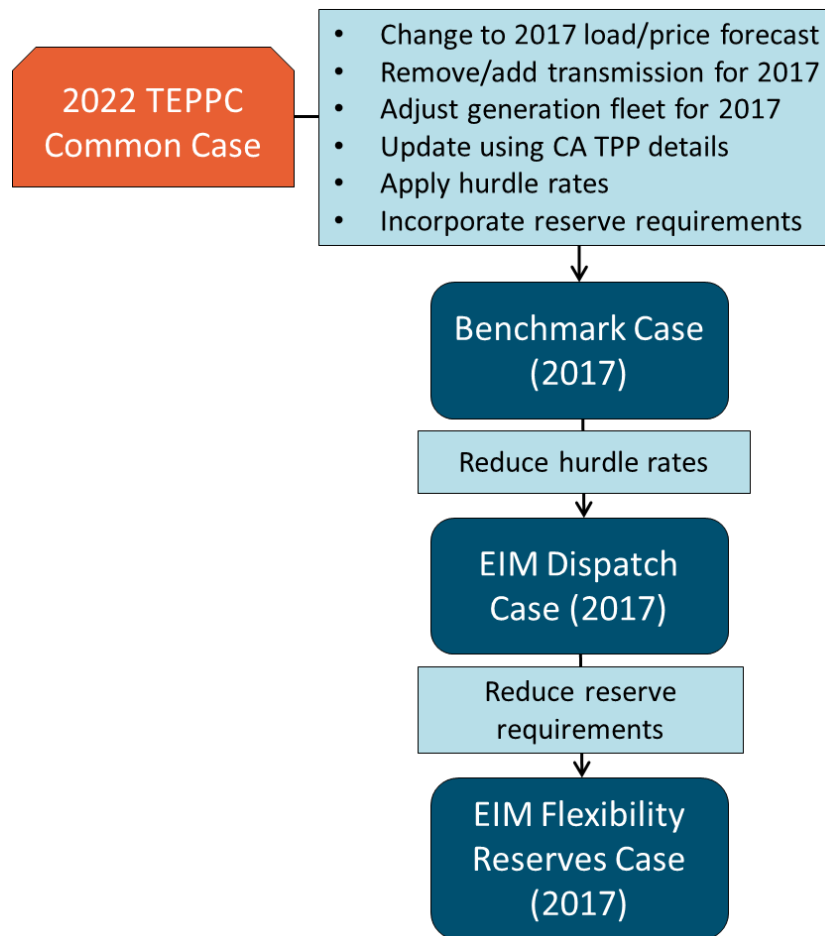 2022 TEPPC
Common Case
• Change to 2017 load/price forecast
• Remove/add transmission for 2017
• Adjust generation fleet for 2017
• Update using CA TPP details
• Apply hurdle rates
• Incorporate reserve requirements
Benchmark Case
(2017)
Reduce hurdle rates
EIM Dispatch
Case (2017)
Reduce reserve
requirements
EIM Flexibility
Reserves Case
(2017)